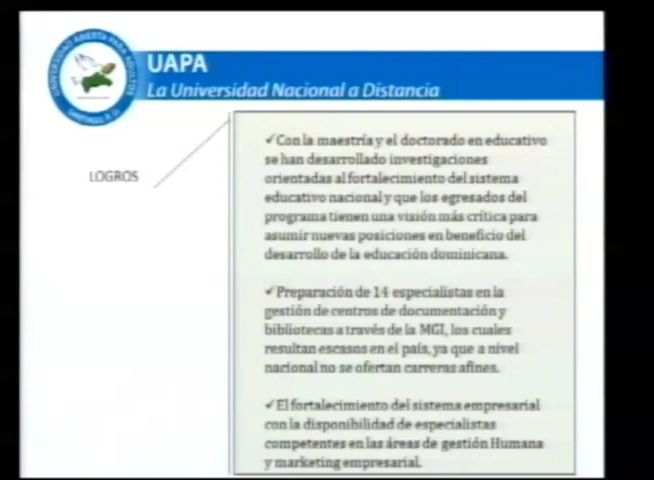 UNIVERSIDAD ABIERTA PARA ADULTOS
SANTIAGO, R. D.
UAPA
La Universidad Nacional a Distancia
LOGROS
✓Con la maestría y el doctorado en educativo
se han desarrollado investigaciones
orientadas al fortalecimiento del sistema
educativo nacional y que los egresados del
programa tienen una visión más crítica para
asumir nuevas posiciones en beneficio del
desarrollo de la educación dominicana.
✓Preparación de 14 especialistas en la
gestión de centros de documentación y
bibliotecas a través de la MGI, los cuales
resultan escasos en el país, ya que a nivel
nacional no se ofertan carreras afines.
✓El fortalecimiento del sistema empresarial
con la disponibilidad de especialistas
competentes en las áreas de gestión Humana
y marketing empresarial.